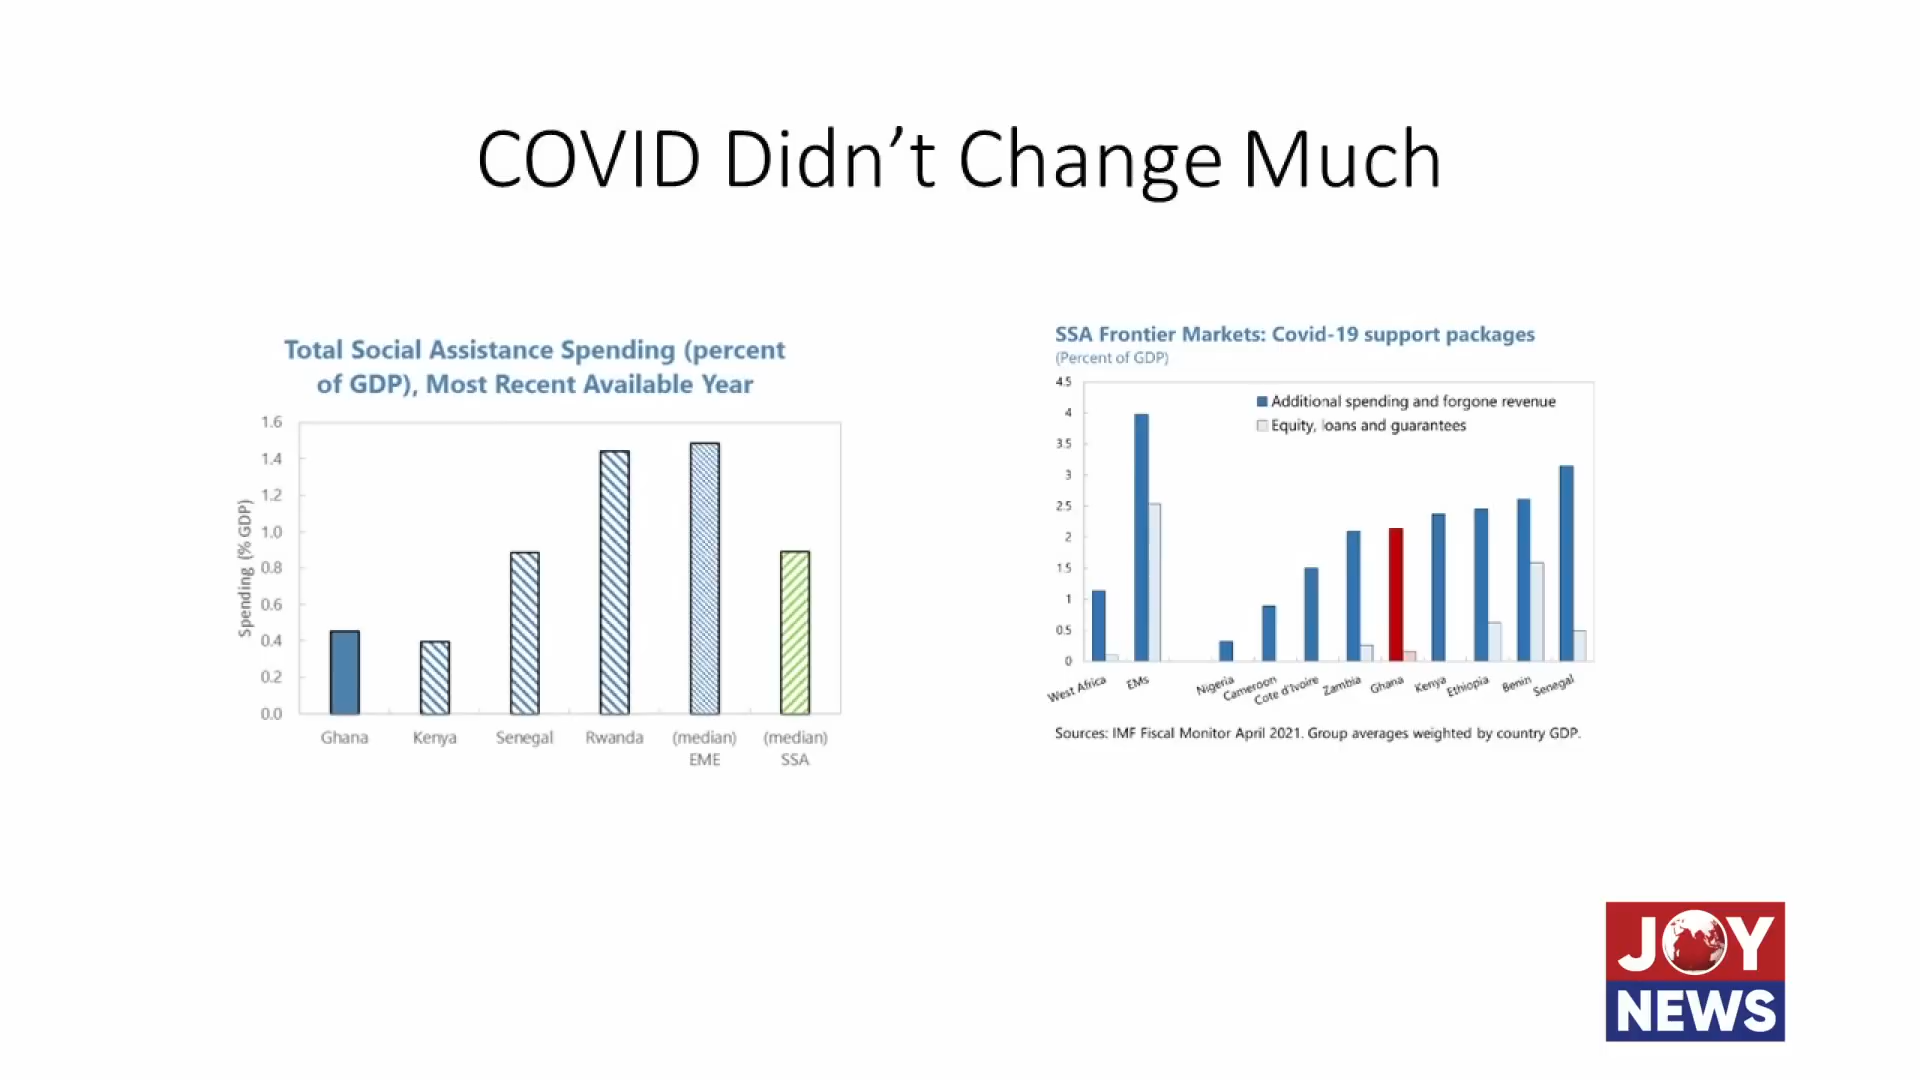 COVID Didn’t Change Much
Total Social Assistance Spending (percent
of GDP), Most Recent Available Year
Spending (% GDP)
1.6
1.4
1.2
1.0
0.8
0.6
0.4
0.2
0.0
Ghana Kenya Senegal Rwanda (median) (median)
EME SSA
SSA Frontier Markets: Covid-19 support packages
(Percent of GDP)
Additional spending and forgone revenue
Equity, loans and guarantees
4.5
4
3.5
3
2.5
2
1.5
1
0.5
0
West Africa EMs Nigeria Cameroon Cote d'Ivoire Zambia Ghana Kenya Ethiopia Benin Senegal
Sources: IMF Fiscal Monitor April 2021. Group averages weighted by country GDP.
JOY
NEWS